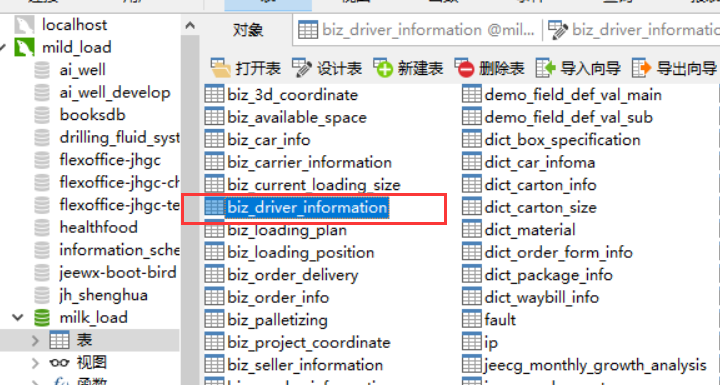 localhost
mild_load
ai_well
ai_well_develop
booksdb
drilling_fluid_syst
flexoffice-jhgc
flexoffice-jhgc-ch
flexoffice-jhgc-te
healthfood
information_sche
jeewx-boot-bird
jh_shenghua
milk_load
表
视图
函数
对象
biz_driver_information @mil...
biz_driver_informati
打开表
设计表
新建表
删除表
导入向导
导出向导
biz_3d_coordinate
biz_available_space
biz_car_info
biz_carrier_information
biz_current_loading_size
biz_driver_information
biz_loading_plan
biz_loading_position
biz_order_delivery
biz_order_info
biz_palletizing
biz_project_coordinate
biz_seller_information
demo_field_def_val_main
demo_field_def_val_sub
dict_box_specification
dict_car_infoma
dict_carton_info
dict_carton_size
dict_material
dict_order_form_info
dict_package_info
dict_waybill_info
fault
ip
jeecg_monthly_growth_analysis